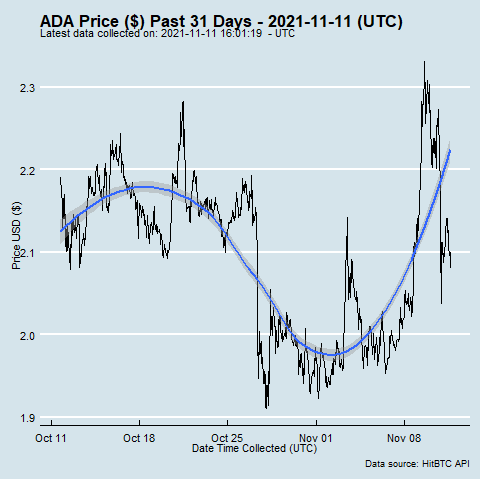 ADA Price ($) Past 31 Days - 2021-11-11 (UTC)
Latest data collected on: 2021-11-11 16:01:19 - UTC
Price USD ($)
2.3
2.2
2.1
2.0
1.9
Oct 11 Oct 18 Oct 25 Nov 01 Nov 08
Date Time Collected (UTC)
Data source: HitBTC API